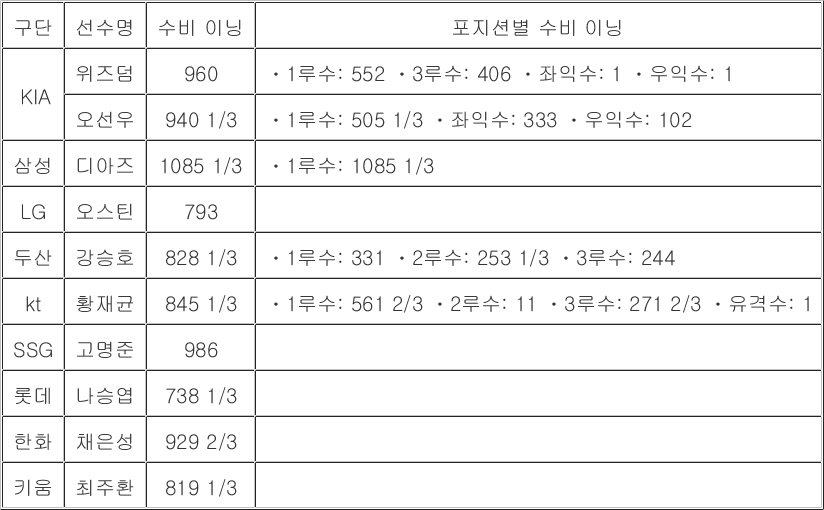 구단 선수명 수비 이닝 포지션별 수비 이닝
KIA 위즈덤 960 ・1루수: 552 ・3루수: 406 ・좌익수: 1 ・우익수: 1
오선우 940 1/3 ・1루수: 505 1/3 ・좌익수: 333 ・우익수: 102
삼성 디아즈 1085 1/3 ・1루수: 1085 1/3
LG 오스틴 793
두산 강승호 828 1/3 ・1루수: 331 ・2루수: 253 1/3 ・3루수: 244
kt 황재균 845 1/3 ・1루수: 561 2/3 ・2루수: 11 ・3루수: 271 2/3 ・유격수: 1
SSG 고명준 986
롯데 나승엽 738 1/3
한화 채은성 929 2/3
키움 최주환 819 1/3